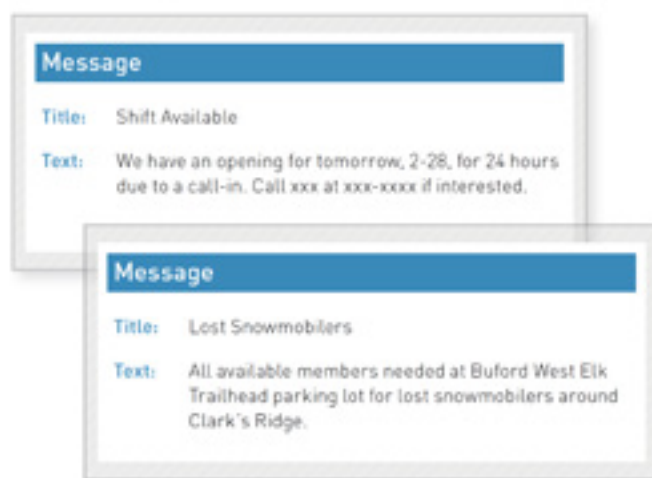 Message
Title: Shift Available
Text: We have an opening for tomorrow, 2-28, for 24 hours
due to a call-in. Call xxx at xxx-xxxx if interested.
Message
Title: Lost Snowmobilers
Text: All available members needed at Buford West Elk
Trailhead parking lot for lost snowmobilers around
Clark's Ridge.